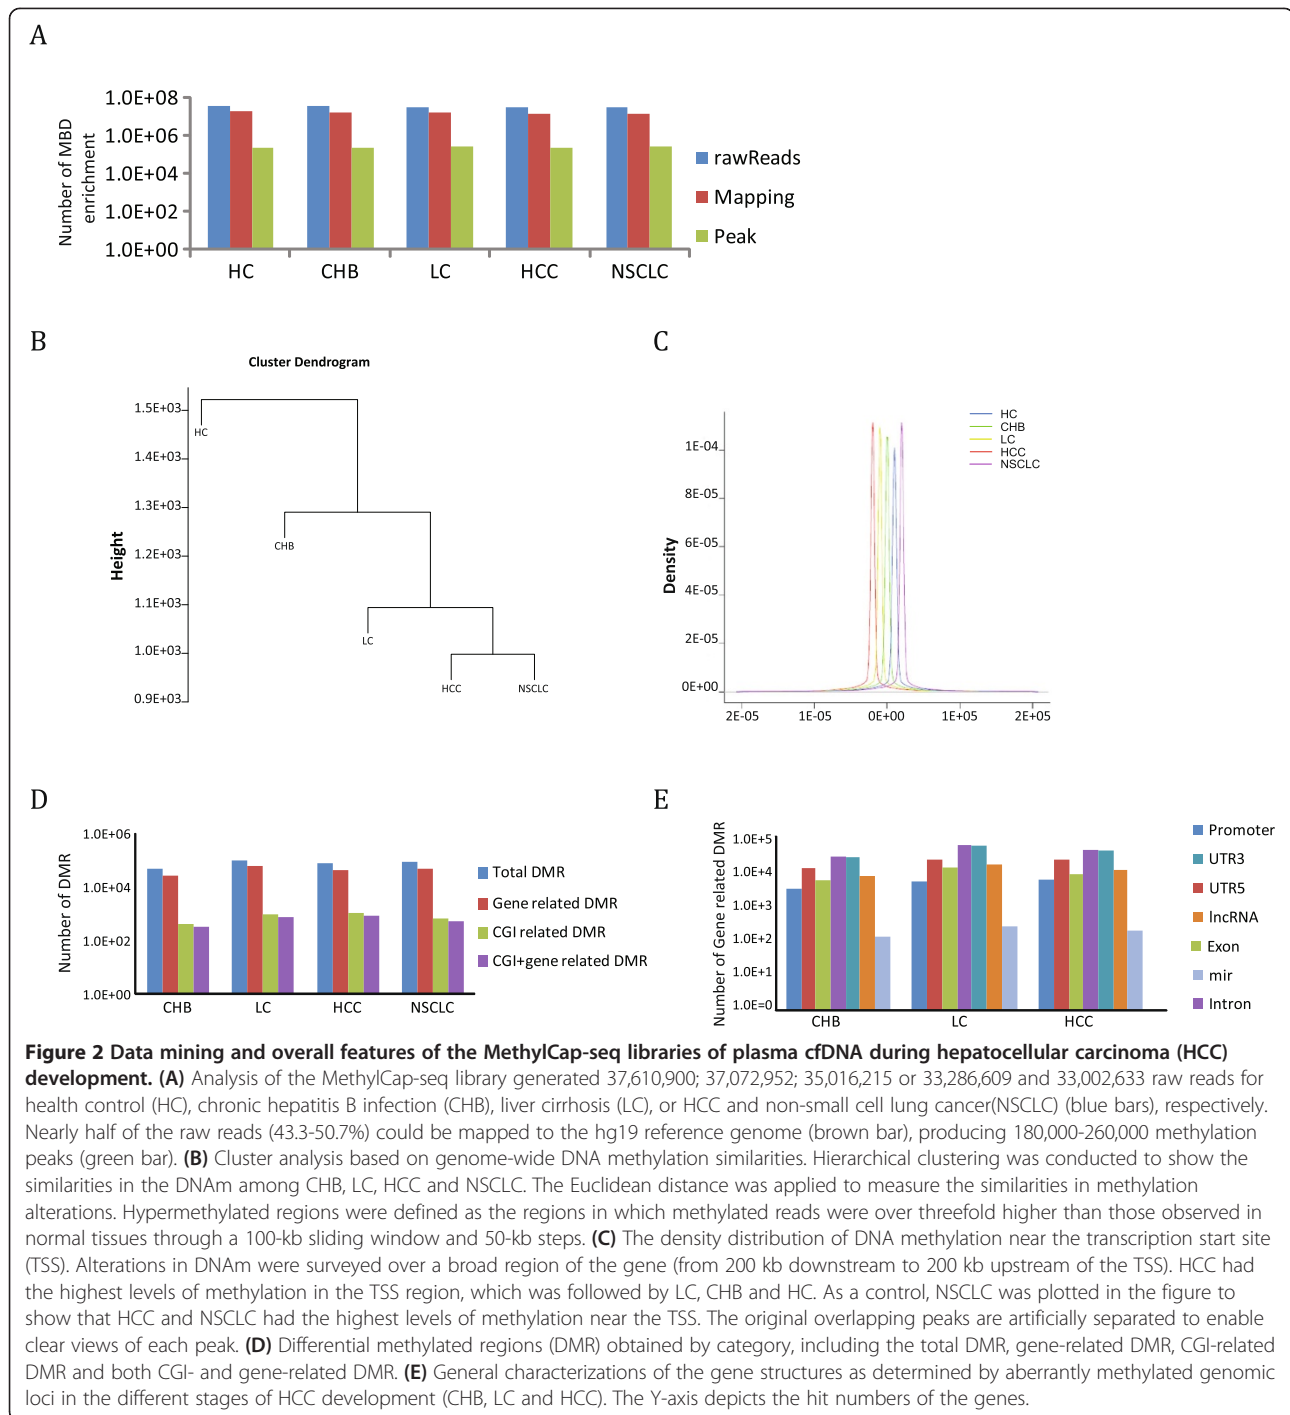 A
Number of MBD
enrichment
1.0E+08
1.0E+06
1.0E+04
1.0E+02
1.0E+00
HC
CHB
LC
HCC
NSCLC
rawReads
Mapping
Peak
B
Cluster Dendrogram
Height
1.5E+03
1.4E+03
1.3E+03
1.2E+03
1.1E+03
1.0E+03
0.9E+03
HC
CHB
LC
HCC
NSCLC
C
Density
1E-04
8E-05
6E-05
4E-05
2E-05
0E+00
2E-05
1E-05
0E+00
1E+05
2E+05
HC
CHB
LC
HCC
NSCLC
D
Number of DMR
1.0E+06
1.0E+04
1.0E+02
1.0E+00
CHB
LC
HCC
NSCLC
Total DMR
Gene related DMR
CGI related DMR
CGI+gene related DMR
E
Number of Gene related DMR
1.0E+5
1.0E+4
1.0E+3
1.0E+2
1.0E+1
1.0E=0
CHB
LC
HCC
Promoter
UTR3
UTR5
lncRNA
Exon
mir
Intron
Figure 2 Data mining and overall features of the MethylCap-seq libraries of plasma cfDNA during hepatocellular carcinoma (HCC)
development. (A) Analysis of the MethylCap-seq library generated 37,610,900; 37,072,952; 35,016,215 or 33,286,609 and 33,002,633 raw reads for
health control (HC), chronic hepatitis B infection (CHB), liver cirrhosis (LC), or HCC and non-small cell lung cancer(NSCLC) (blue bars), respectively.
Nearly half of the raw reads (43.3-50.7%) could be mapped to the hg19 reference genome (brown bar), producing 180,000-260,000 methylation
peaks (green bar). (B) Cluster analysis based on genome-wide DNA methylation similarities. Hierarchical clustering was conducted to show the
similarities in the DNAm among CHB, LC, HCC and NSCLC. The Euclidean distance was applied to measure the similarities in methylation
alterations. Hypermethylated regions were defined as the regions in which methylated reads were over threefold higher than those observed in
normal tissues through a 100-kb sliding window and 50-kb steps. (C) The density distribution of DNA methylation near the transcription start site
(TSS). Alterations in DNAm were surveyed over a broad region of the gene (from 200 kb downstream to 200 kb upstream of the TSS). HCC had
the highest levels of methylation in the TSS region, which was followed by LC, CHB and HC. As a control, NSCLC was plotted in the figure to
show that HCC and NSCLC had the highest levels of methylation near the TSS. The original overlapping peaks are artificially separated to enable
clear views of each peak. (D) Differential methylated regions (DMR) obtained by category, including the total DMR, gene-related DMR, CGI-related
DMR and both CGI- and gene-related DMR. (E) General characterizations of the gene structures as determined by aberrantly methylated genomic
loci in the different stages of HCC development (CHB, LC and HCC). The Y-axis depicts the hit numbers of the genes.